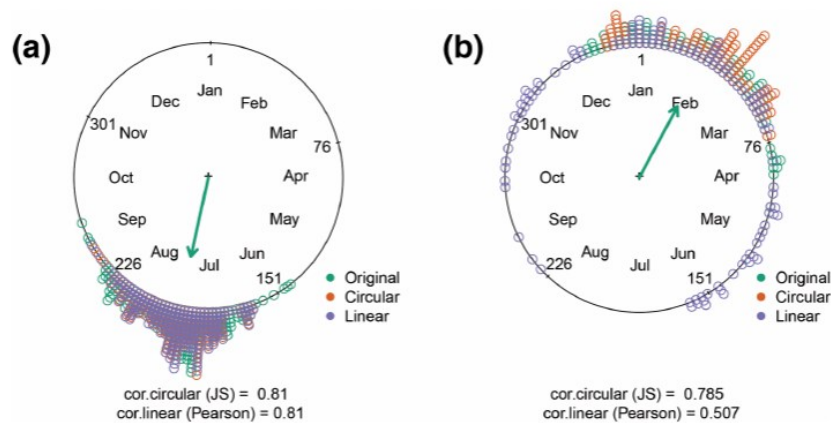 (a)
1
Jan
Feb
Mar
76
Apr
May
Jun
151
Jul
Aug
226
Sep
Oct
Nov
301
Dec
Original
Circular
Linear
cor.circular (JS) = 0.81
cor.linear (Pearson) = 0.81
(b)
1
Jan
Feb
Mar
76
Apr
May
Jun
151
Jul
Aug
226
Sep
Oct
Nov
301
Dec
Original
Circular
Linear
cor.circular (JS) = 0.785
cor.linear (Pearson) = 0.507